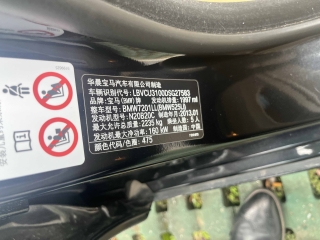 华晨宝马汽车有限公司制造
车辆识别代号: LBVCU3100DSG27583
品牌: 宝马(BMW)牌 发动机排量: 1997 ml
整车型号: BMW7201LL(BMW525Li)
发动机型号: N20B20C 制造年月: 2013.01
最大允许总质量: 2235 kg 乘坐人数: 5 人
发动机最大净功率: 160 kW 制造国: 中国
颜色代码/色圈: 475